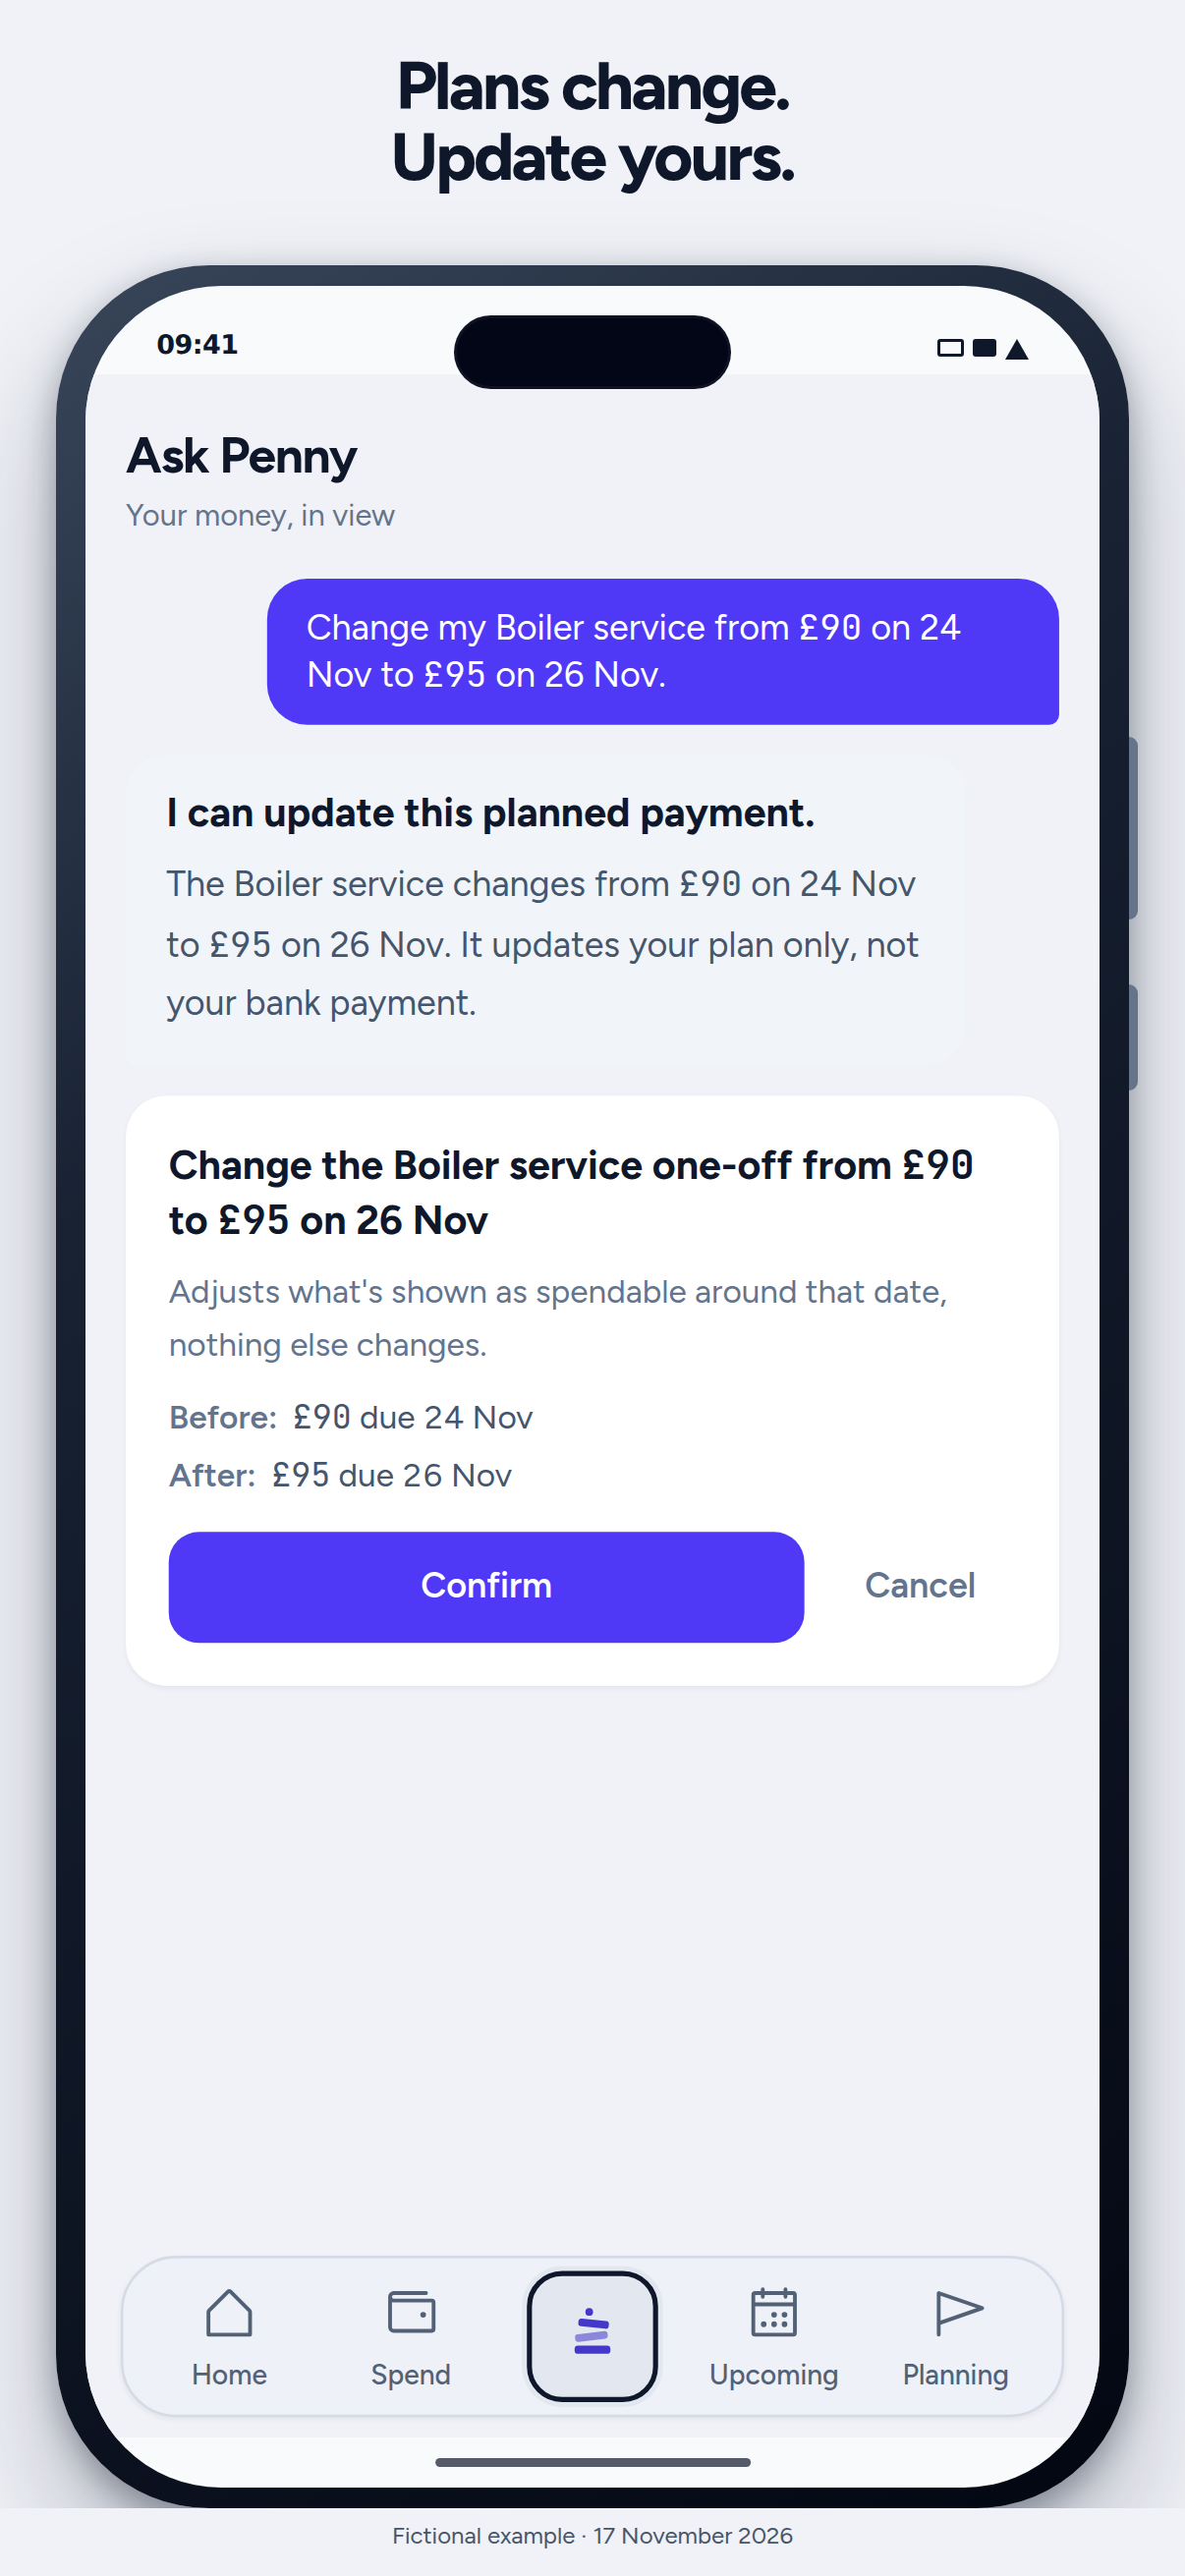 Plans change.
Update yours.
09:41
Ask Penny
Your money, in view
Change my Boiler service from £90 on 24
Nov to £95 on 26 Nov.
I can update this planned payment.
The Boiler service changes from £90 on 24 Nov
to £95 on 26 Nov. It updates your plan only, not
your bank payment.
Change the Boiler service one-off from £90
to £95 on 26 Nov
Adjusts what's shown as spendable around that date,
nothing else changes.
Before: £90 due 24 Nov
After: £95 due 26 Nov
Confirm Cancel
Home Spend Upcoming Planning
Fictional example · 17 November 2026